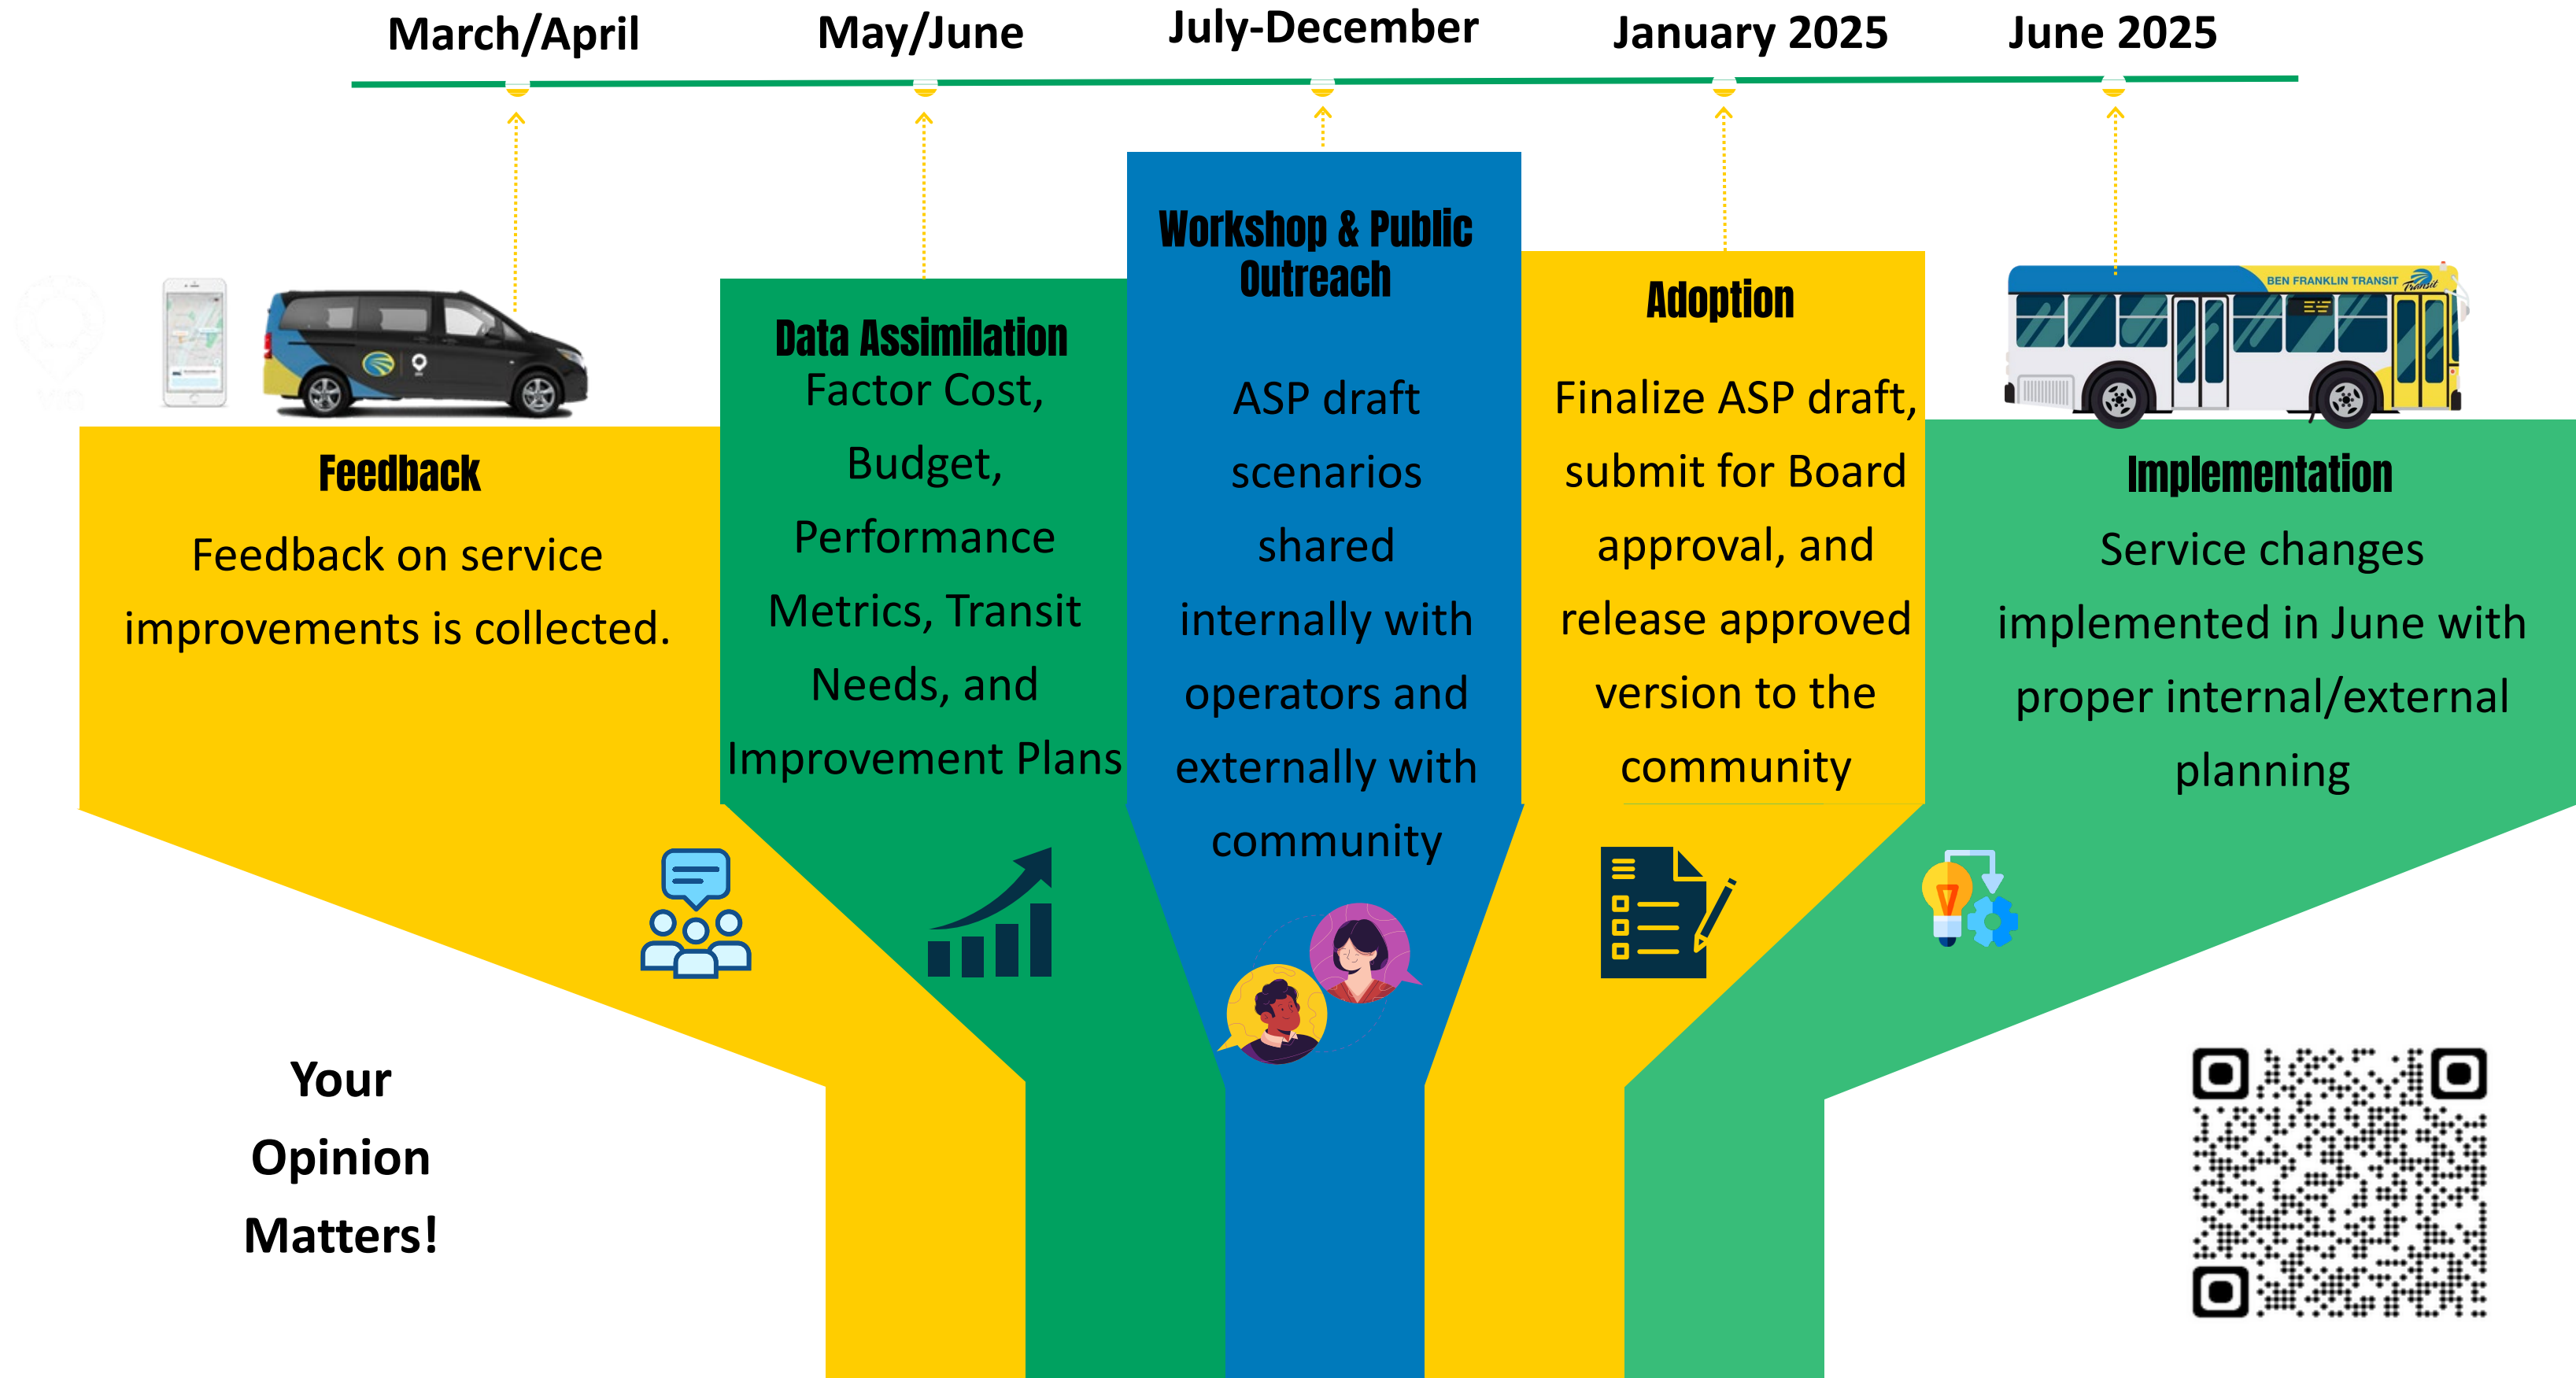 March/April
May/June
July-December
January 2025
June 2025
BEN FRANKLIN TRANSIT
Transit
Feedback
Feedback on service
improvements is collected.
Data Assimilation
Factor Cost,
Budget,
Performance
Metrics, Transit
Needs, and
Improvement Plans
Workshop & Public
Outreach
ASP draft
scenarios
shared
internally with
operators and
externally with
community
Adoption
Finalize ASP draft,
submit for Board
approval, and
release approved
version to the
community
Implementation
Service changes
implemented in June with
proper internal/external
planning
Your
Opinion
Matters!